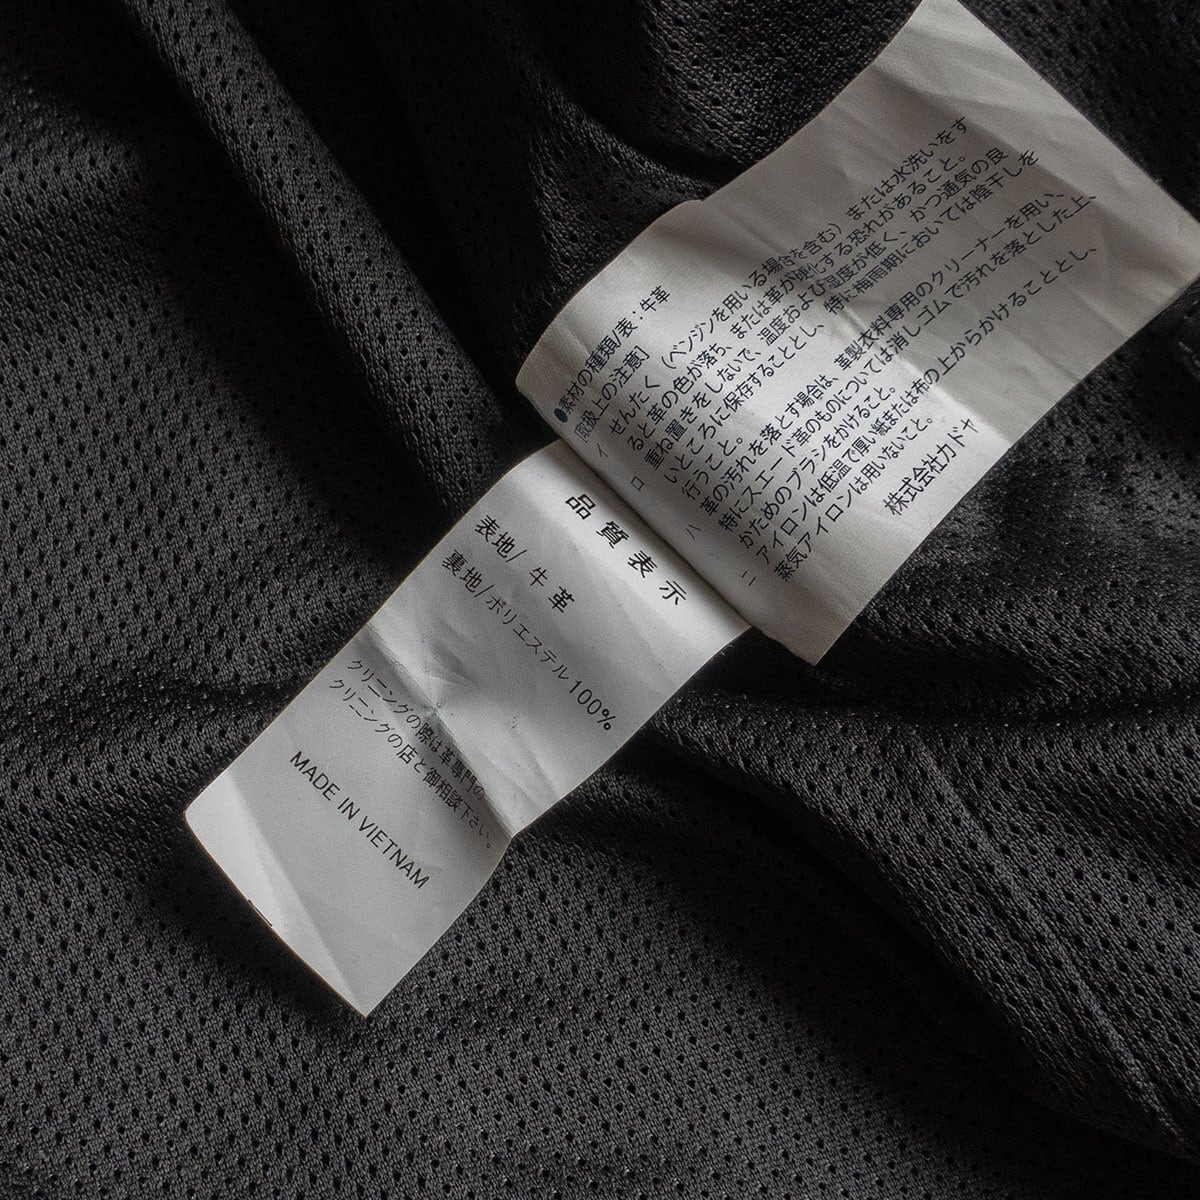 ●素材の種類/表:牛革
[取扱上の注意]
イ せんたく (ベンジンを用いる場合を含む) または水洗いをす
ると革の色が落ち、または革が硬化する恐れがあること。
ロ 重ね置きをしないで、温度および湿度が低く、かつ通気の良
いところに保存することとし、特に梅雨期においては陰干しを
行うこと。
ハ 革の汚れを落とす場合は、革製衣料専用のクリーナーを用い、
特にスエード革のものについては消しゴムで汚れを落とした上、
かためのブラシをかけること。
ニ アイロンは低温で厚い紙または布の上からかけることとし、
蒸気アイロンは用いないこと。
株式会社カドヤ
品質表示
表地/ 牛革
裏地/ポリエステル100%
クリニングの際は革専門の
クリニングの店と御相談下さい。
MADE IN VIETNAM